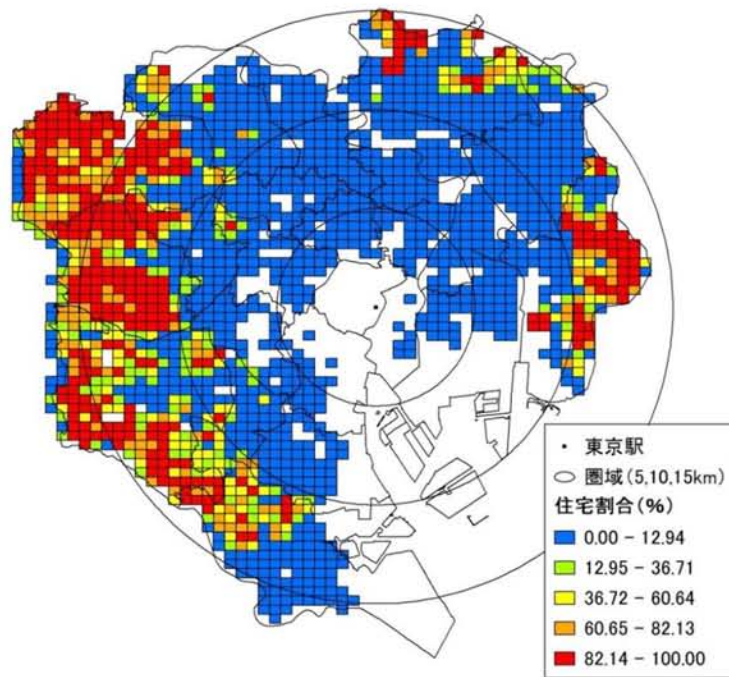 東京駅
圏域(5,10,15km)
住宅割合(%)
0.00 - 12.94
12.95 - 36.71
36.72 - 60.64
60.65 - 82.13
82.14 - 100.00